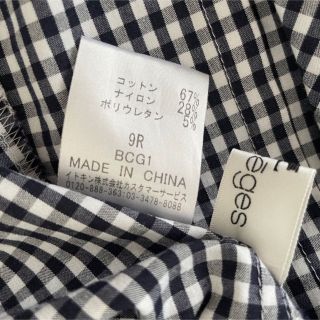 コットン 67%
ナイロン 28%
ポリウレタン 5%
9R
BCG1
MADE IN CHINA
イトキン株式会社カスタマーサービス
0120-888-363:03-3478-8088
eiges